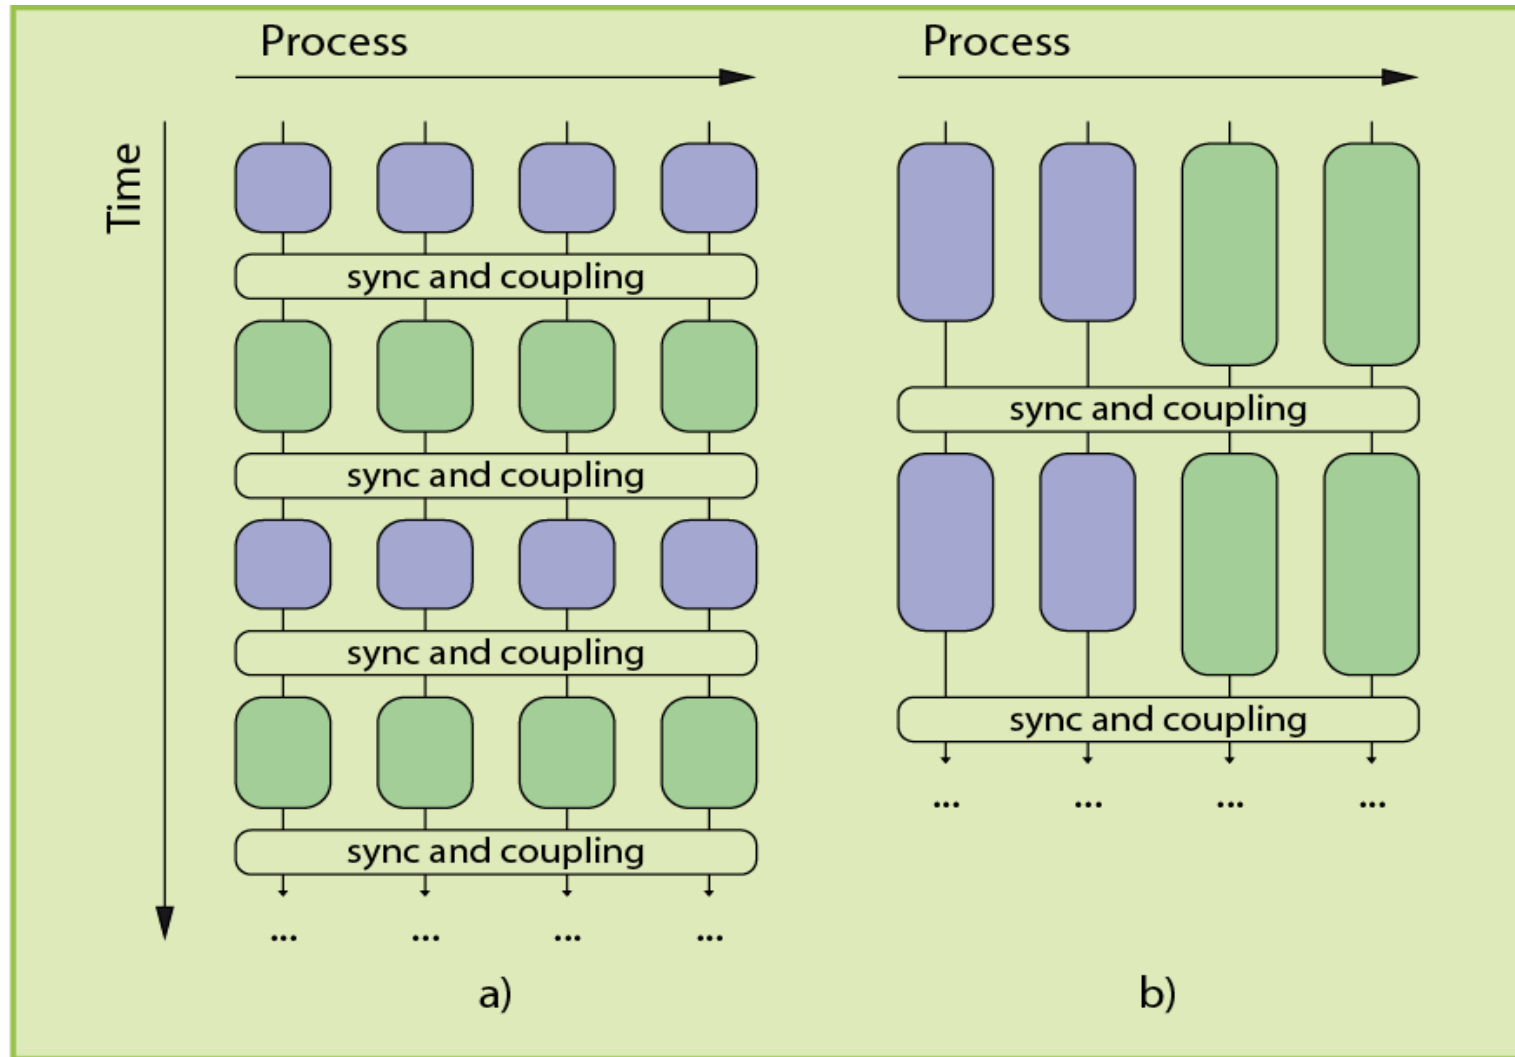 Process
Time
sync and coupling
sync and coupling
sync and coupling
sync and coupling
... ... ... ...
a)
Process
sync and coupling
sync and coupling
... ... ... ...
b)